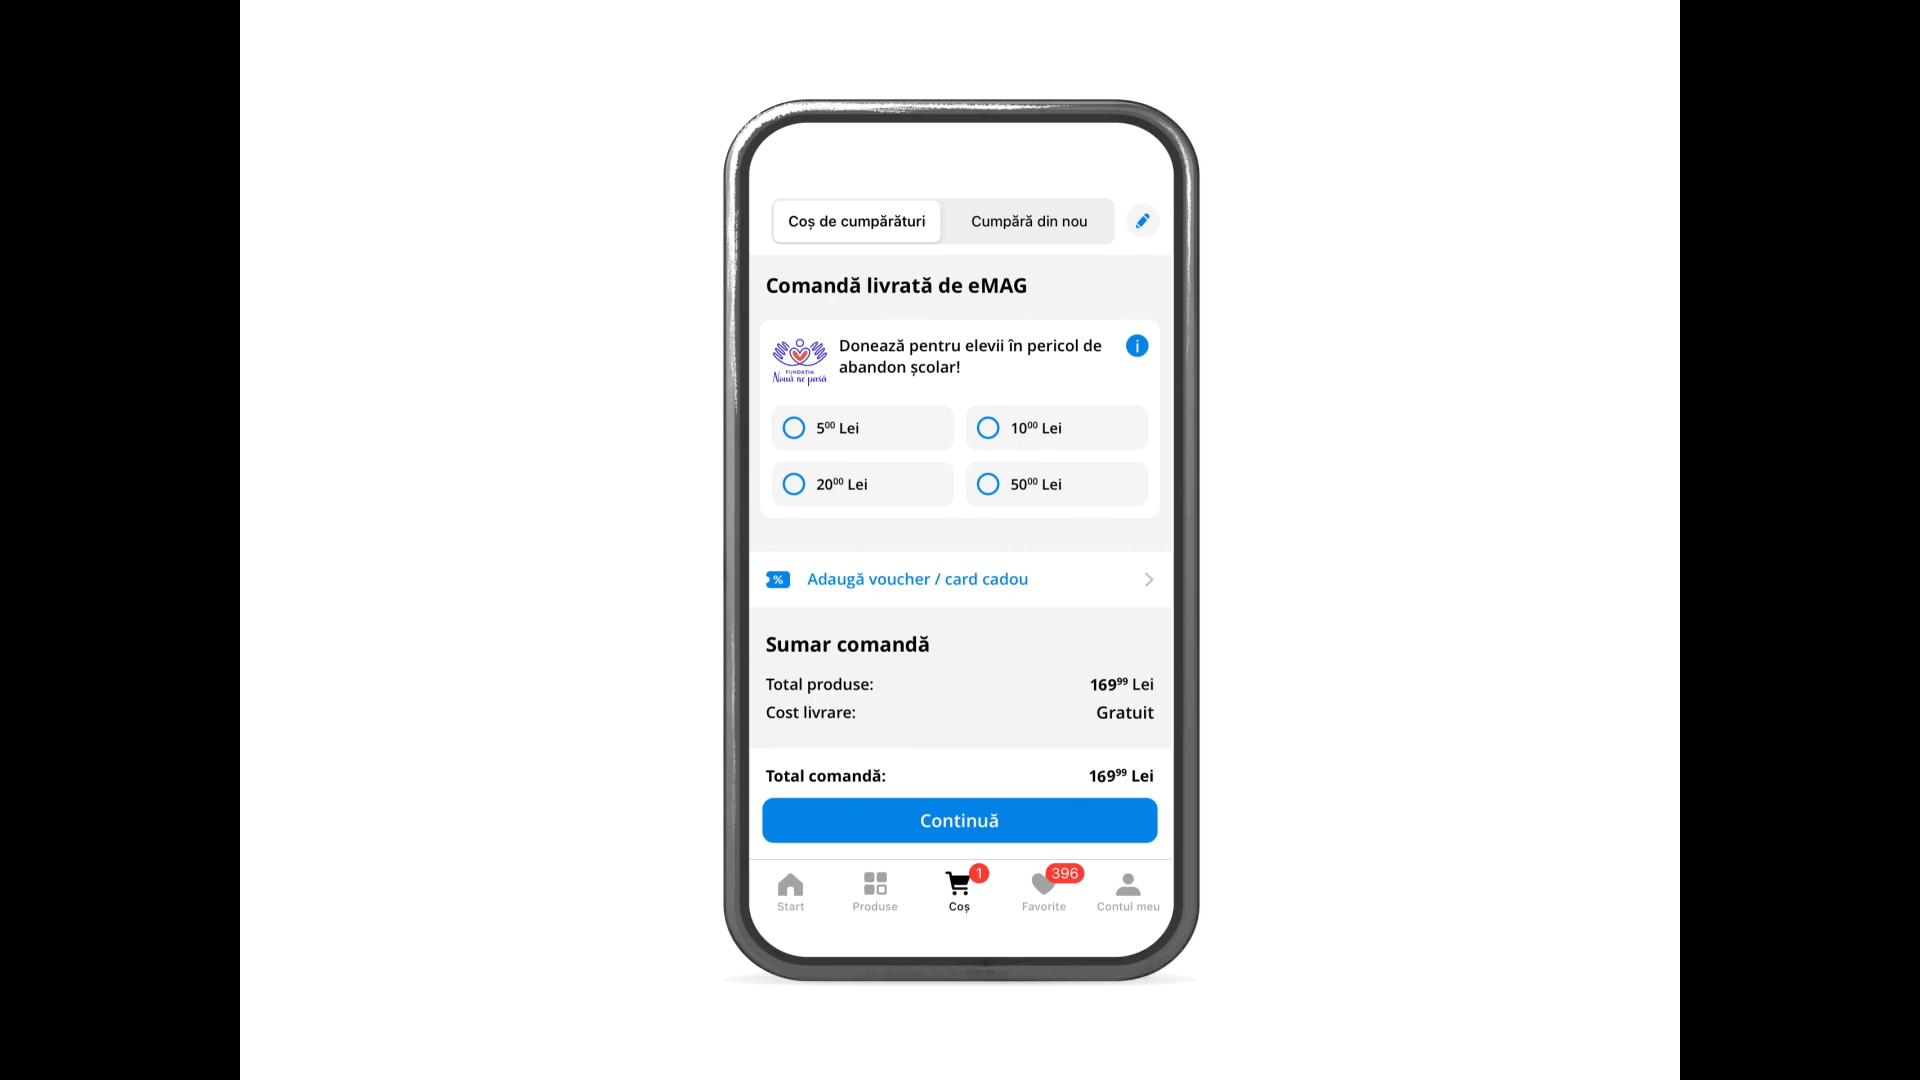 Coș de cumpărături
Cumpără din nou
Comandă livrată de eMAG
FUNDAȚIA
Nouă ne pasă
Donează pentru elevii în pericol de
abandon școlar!
i
5⁰⁰ Lei
10⁰⁰ Lei
20⁰⁰ Lei
50⁰⁰ Lei
%
Adaugă voucher / card cadou
Sumar comandă
Total produse: 169⁹⁹ Lei
Cost livrare: Gratuit
Total comandă: 169⁹⁹ Lei
Continuă
1
396
Start
Produse
Coș
Favorite
Contul meu